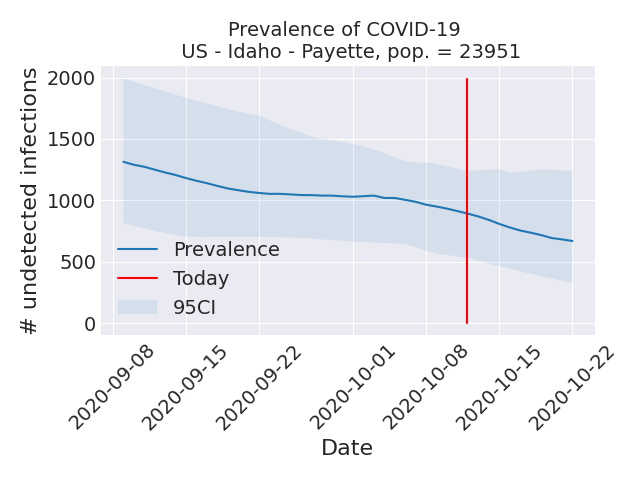 Prevalence of COVID-19
US - Idaho - Payette, pop. = 23951
# undetected infections
2000
1500
1000
500
0
Prevalence
Today
95CI
2020-09-08
2020-09-15
2020-09-22
2020-10-01
2020-10-08
2020-10-15
2020-10-22
Date